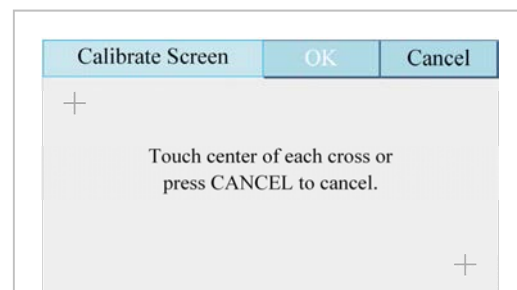 Calibrate Screen OK Cancel
Touch center of each cross or
press CANCEL to cancel.